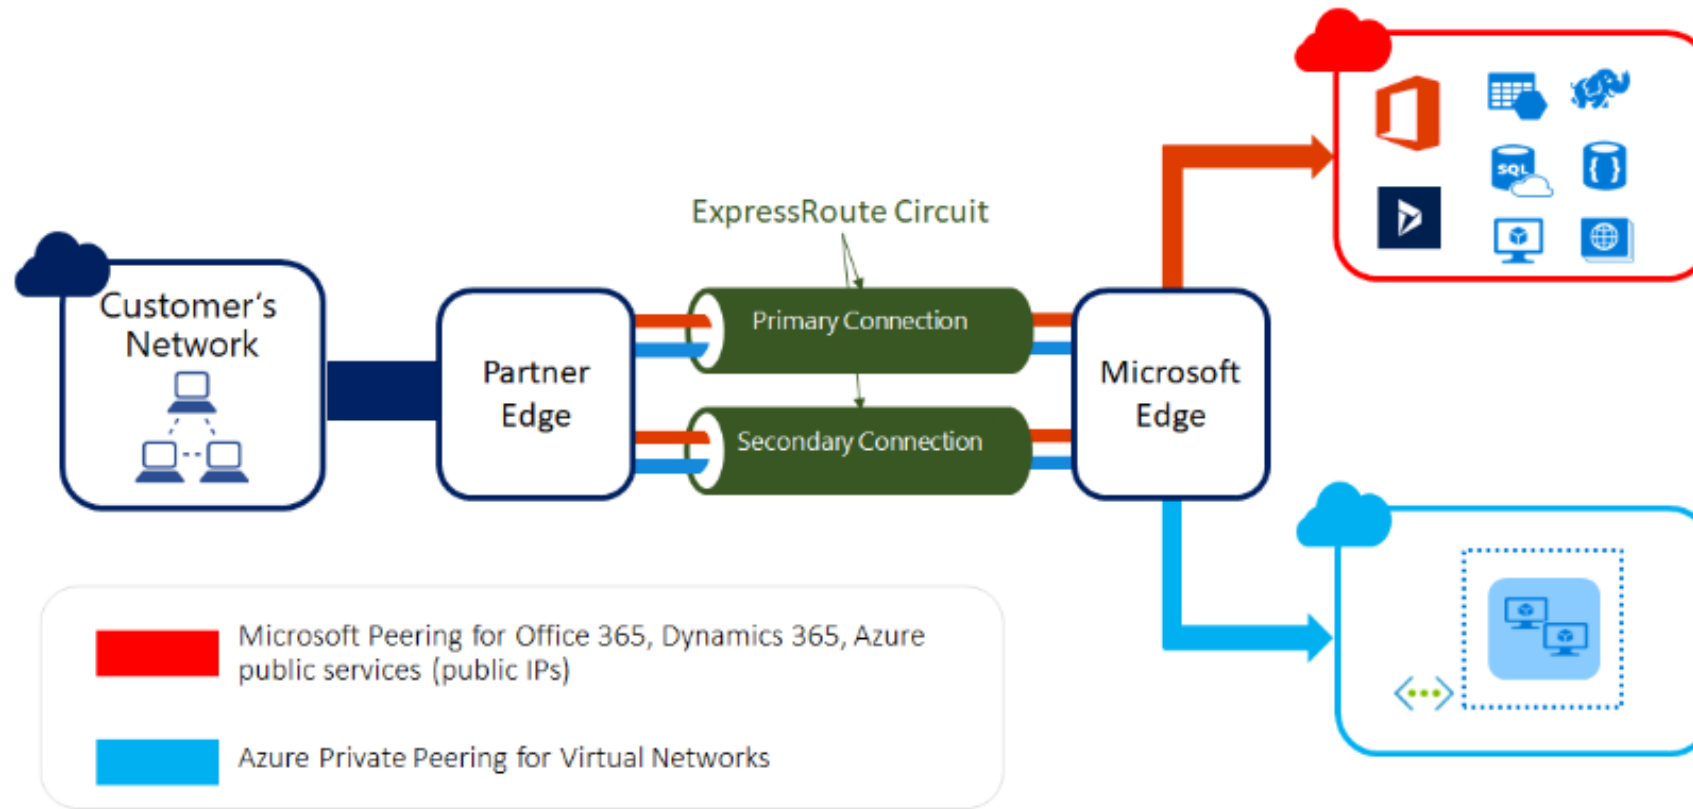 ExpressRoute Circuit
Customer's
Network
Partner
Edge
Primary Connection
Secondary Connection
Microsoft
Edge
SQL
Microsoft Peering for Office 365, Dynamics 365, Azure
public services (public IPs)
Azure Private Peering for Virtual Networks